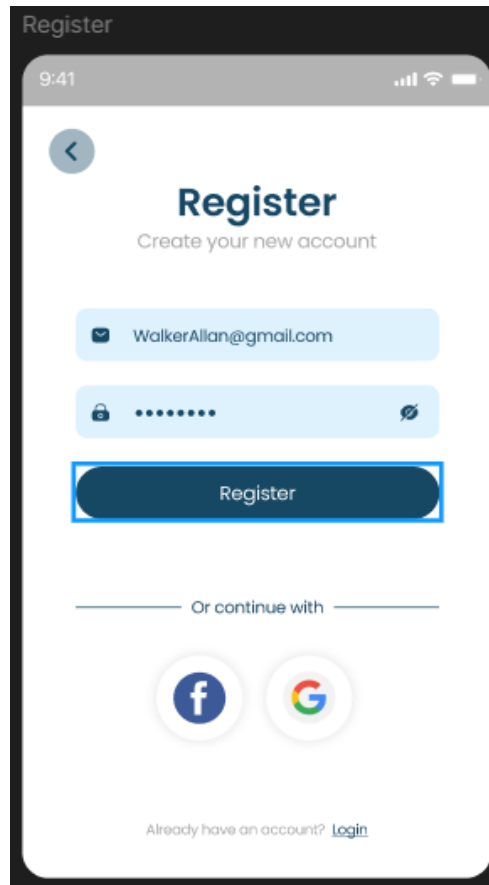 Register
9:41
Register
Create your new account
WalkerAllan@gmail.com
••••••••
Register
Or continue with
Already have an account? Login